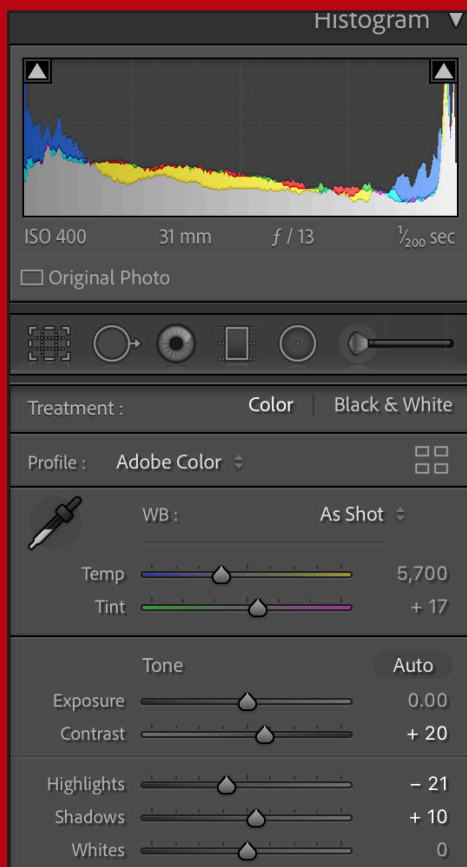 Histogram ▼
ISO 400 31 mm ƒ / 13 1/200 sec
Original Photo
Treatment : Color | Black & White
Profile : Adobe Color
WB : As Shot
Temp 5,700
Tint + 17
Tone Auto
Exposure 0.00
Contrast + 20
Highlights – 21
Shadows + 10
Whites 0